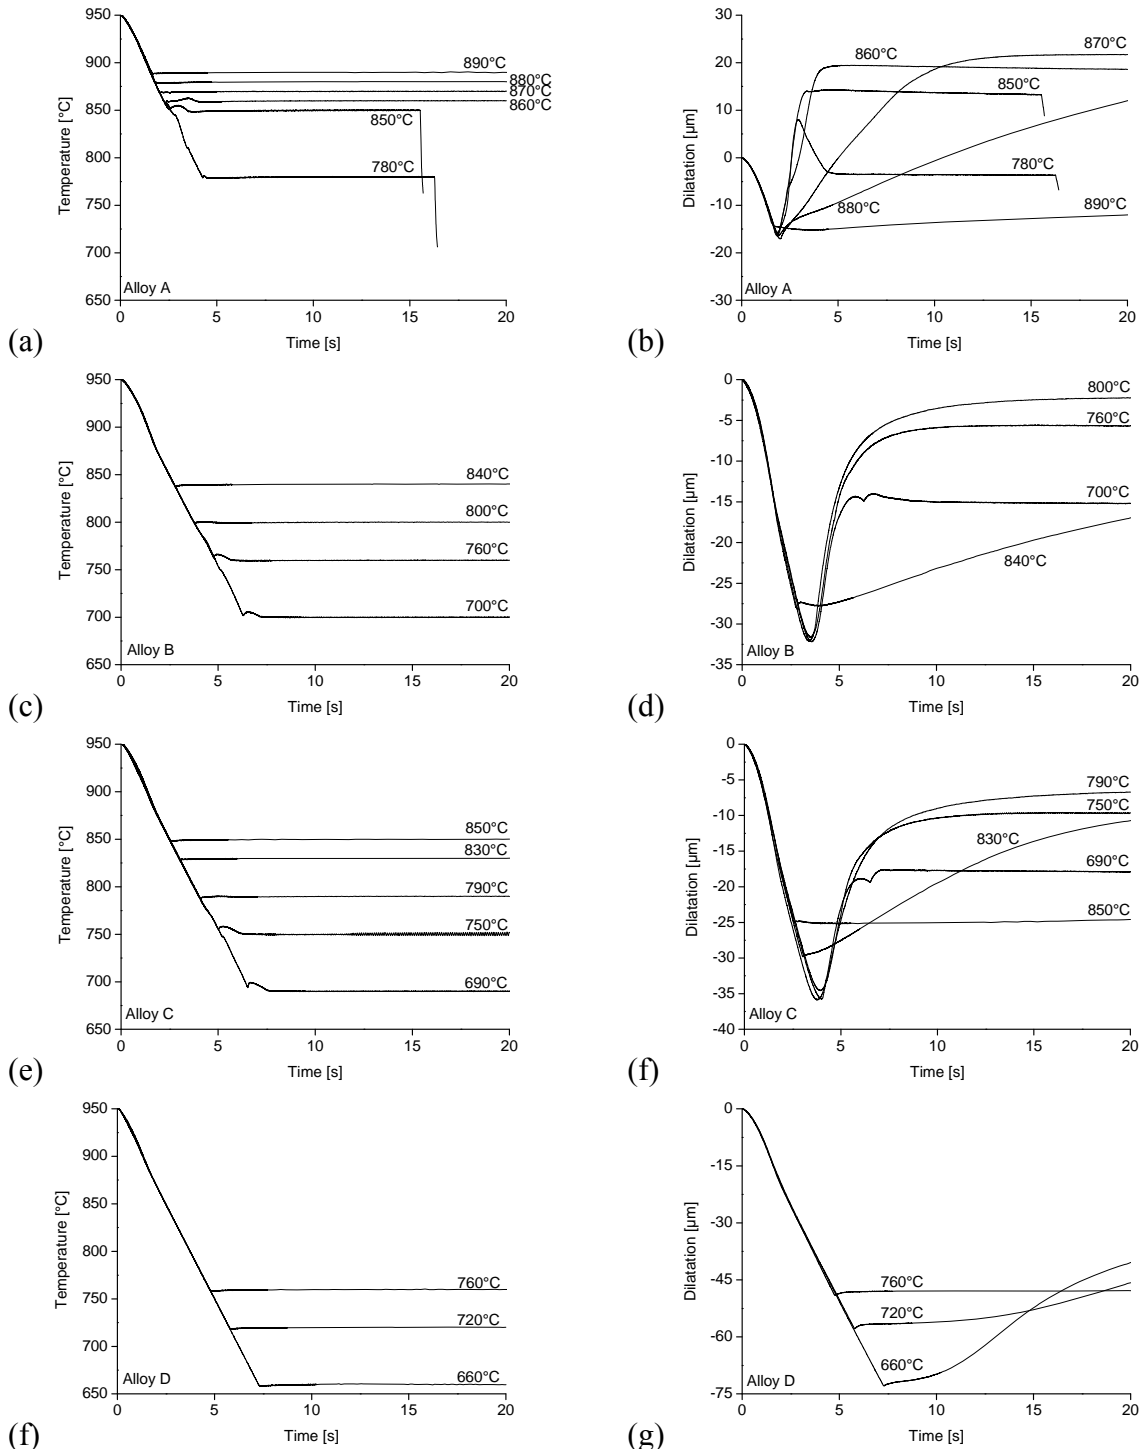 950
900
850
800
750
700
650
0
5
10
15
20
Temperature [°C]
Time [s]
890°C
880°C
870°C
860°C
850°C
780°C
Alloy A
(a)
30
20
10
0
-10
-20
-30
0
5
10
15
20
Dilatation [µm]
Time [s]
870°C
860°C
850°C
780°C
880°C
890°C
Alloy A
(b)
950
900
850
800
750
700
650
0
5
10
15
20
Temperature [°C]
Time [s]
840°C
800°C
760°C
700°C
Alloy B
(c)
0
-5
-10
-15
-20
-25
-30
-35
0
5
10
15
20
Dilatation [µm]
Time [s]
800°C
760°C
700°C
840°C
Alloy B
(d)
950
900
850
800
750
700
650
0
5
10
15
20
Temperature [°C]
Time [s]
850°C
830°C
790°C
750°C
690°C
Alloy C
(e)
0
-5
-10
-15
-20
-25
-30
-35
-40
0
5
10
15
20
Dilatation [µm]
Time [s]
790°C
750°C
830°C
690°C
850°C
Alloy C
(f)
950
900
850
800
750
700
650
0
5
10
15
20
Temperature [°C]
Time [s]
760°C
720°C
660°C
Alloy D
(f)
0
-15
-30
-45
-60
-75
0
5
10
15
20
Dilatation [µm]
Time [s]
760°C
720°C
660°C
Alloy D
(g)